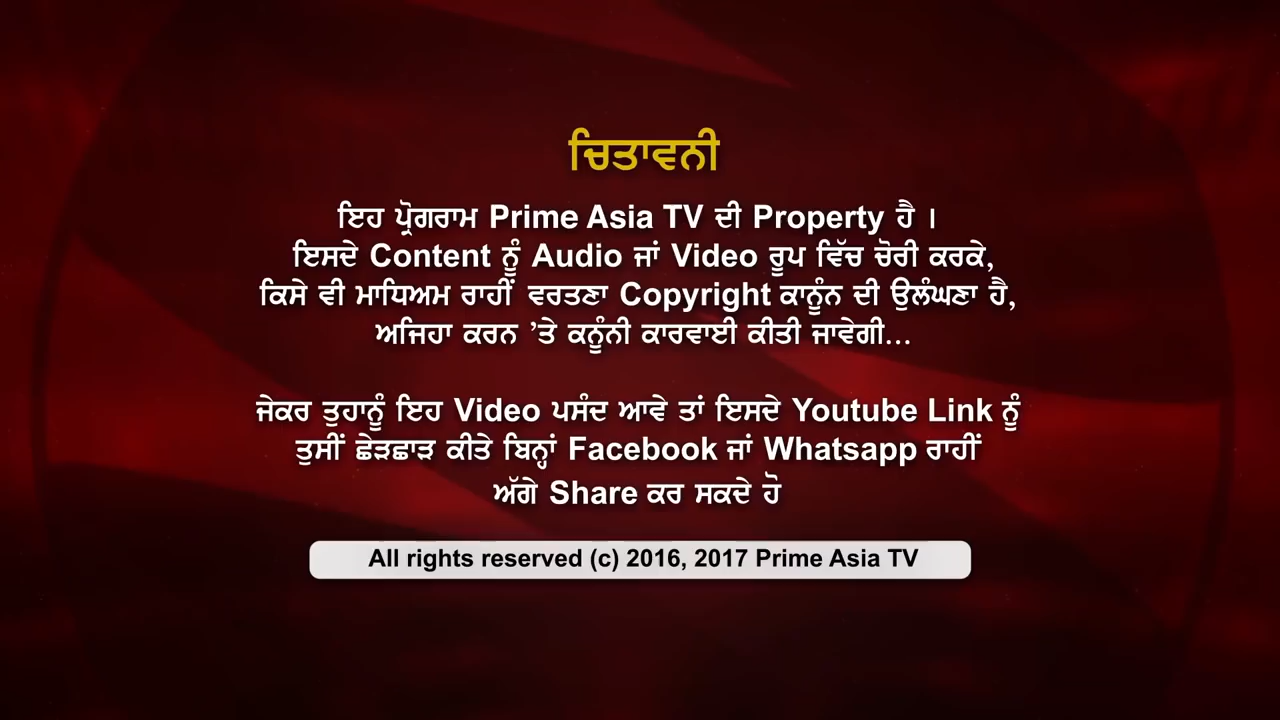 ਚਿਤਾਵਨੀ
ਇਹ ਪ੍ਰੋਗਰਾਮ Prime Asia TV ਦੀ Property ਹੈ ।
ਇਸਦੇ Content ਨੂੰ Audio ਜਾਂ Video ਰੂਪ ਵਿੱਚ ਚੋਰੀ ਕਰਕੇ,
ਕਿਸੇ ਵੀ ਮਾਧਿਅਮ ਰਾਹੀਂ ਵਰਤਣਾ Copyright ਕਾਨੂੰਨ ਦੀ ਉਲੰਘਣਾ ਹੈ,
ਅਜਿਹਾ ਕਰਨ ’ਤੇ ਕਨੂੰਨੀ ਕਾਰਵਾਈ ਕੀਤੀ ਜਾਵੇਗੀ...
ਜੇਕਰ ਤੁਹਾਨੂੰ ਇਹ Video ਪਸੰਦ ਆਵੇ ਤਾਂ ਇਸਦੇ Youtube Link ਨੂੰ
ਤੁਸੀਂ ਛੇੜਛਾੜ ਕੀਤੇ ਬਿਨ੍ਹਾਂ Facebook ਜਾਂ Whatsapp ਰਾਹੀਂ
ਅੱਗੇ Share ਕਰ ਸਕਦੇ ਹੋ
All rights reserved (c) 2016, 2017 Prime Asia TV